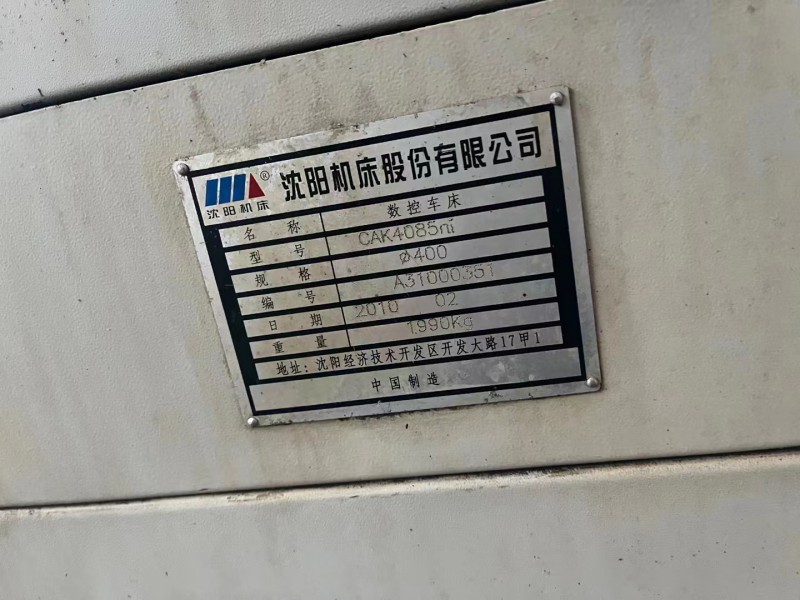 沈阳机床股份有限公司
® 沈阳机床
名称 数控车床
型号 CAK4085ni
规格 ø400
编号 A31000351
日期 2010 02
重量 1990Kg
地址：沈阳经济技术开发区开发大路17甲1
中国制造